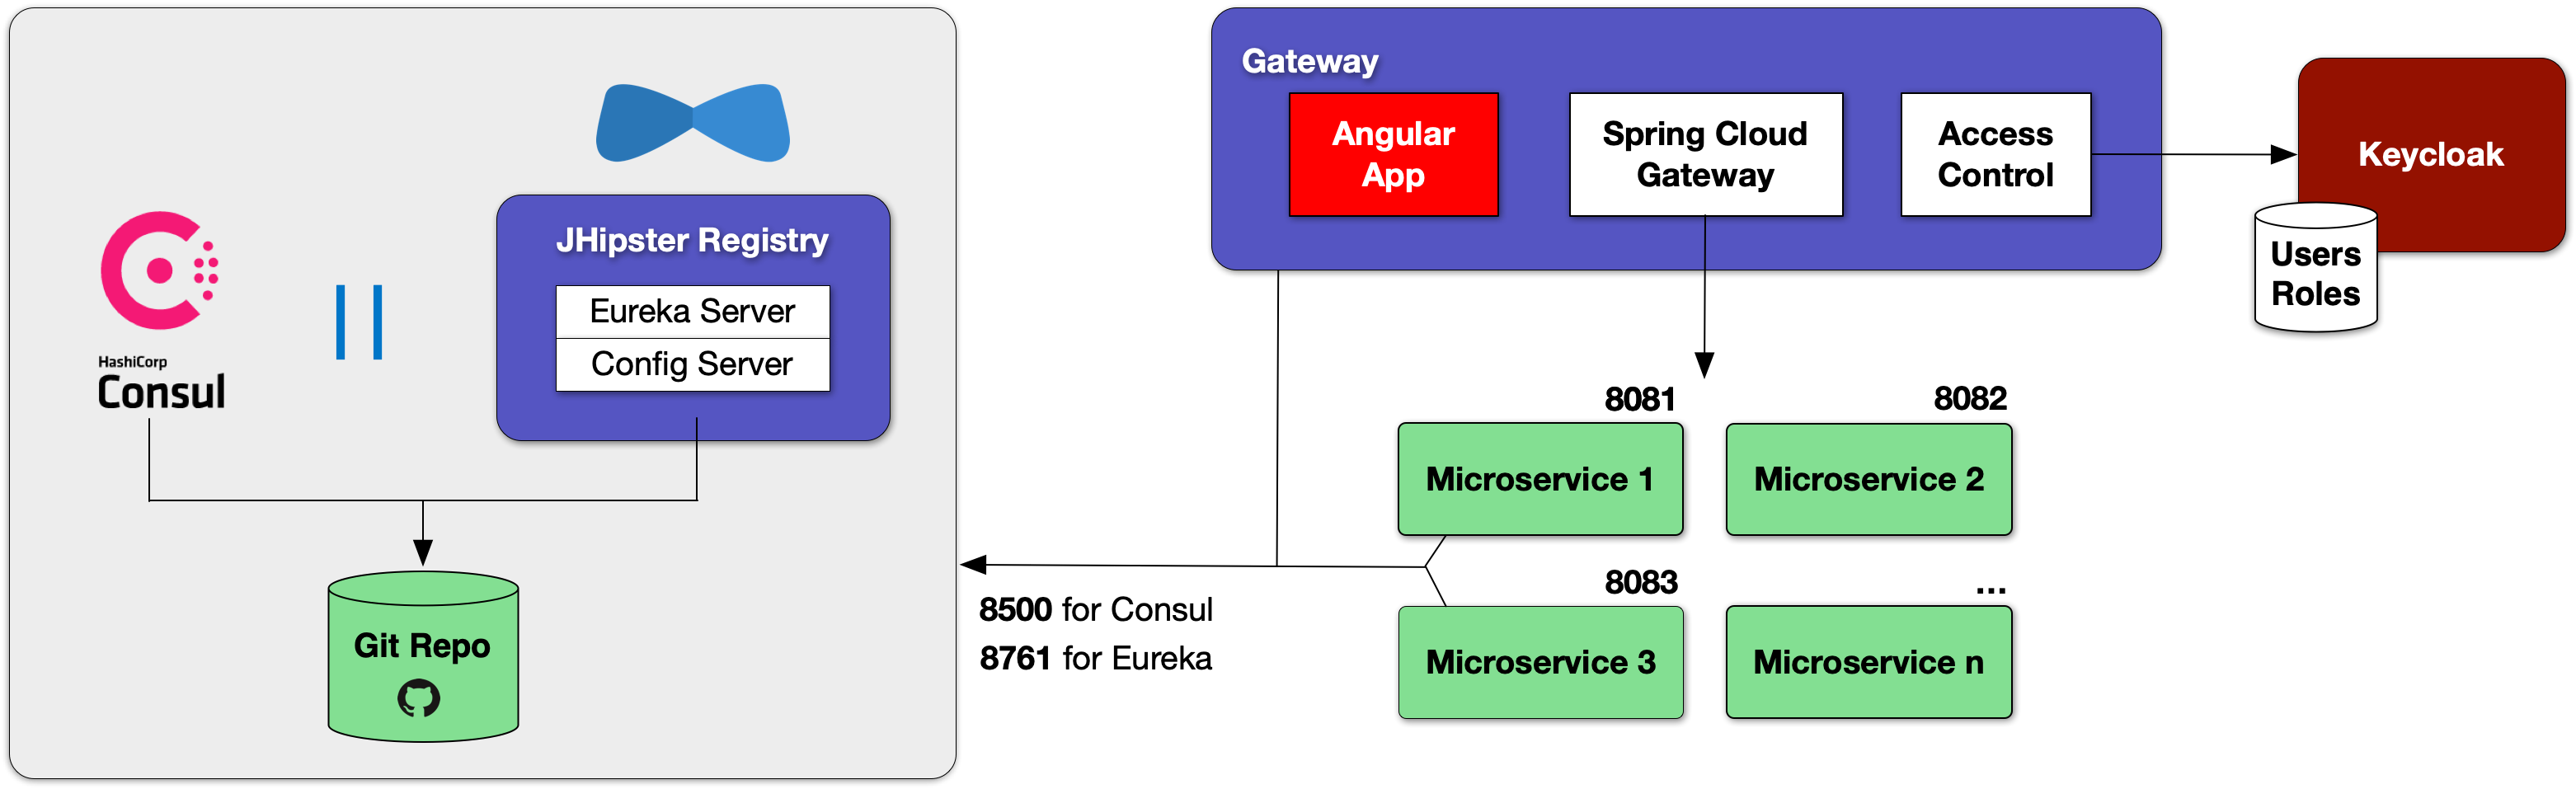 HashiCorp
Consul
||
JHipster Registry
Eureka Server
Config Server
Git Repo
Gateway
Angular
App
Spring Cloud
Gateway
Access
Control
Keycloak
Users
Roles
8081
Microservice 1
8082
Microservice 2
8083
Microservice 3
...
Microservice n
8500 for Consul
8761 for Eureka